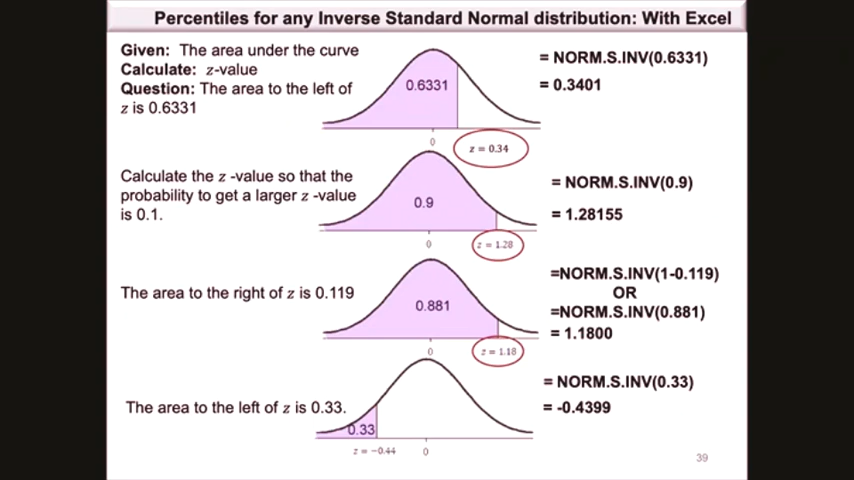 Percentiles for any Inverse Standard Normal distribution: With Excel
Given: The area under the curve
Calculate: z-value
Question: The area to the left of
z is 0.6331
0.6331
0
z = 0.34
= NORM.S.INV(0.6331)
= 0.3401
Calculate the z -value so that the
probability to get a larger z -value
is 0.1.
0.9
0
z = 1.28
= NORM.S.INV(0.9)
= 1.28155
The area to the right of z is 0.119
0.881
0
z = 1.18
=NORM.S.INV(1-0.119)
OR
=NORM.S.INV(0.881)
= 1.1800
The area to the left of z is 0.33.
0.33
z = −0.44
0
= NORM.S.INV(0.33)
= -0.4399
39